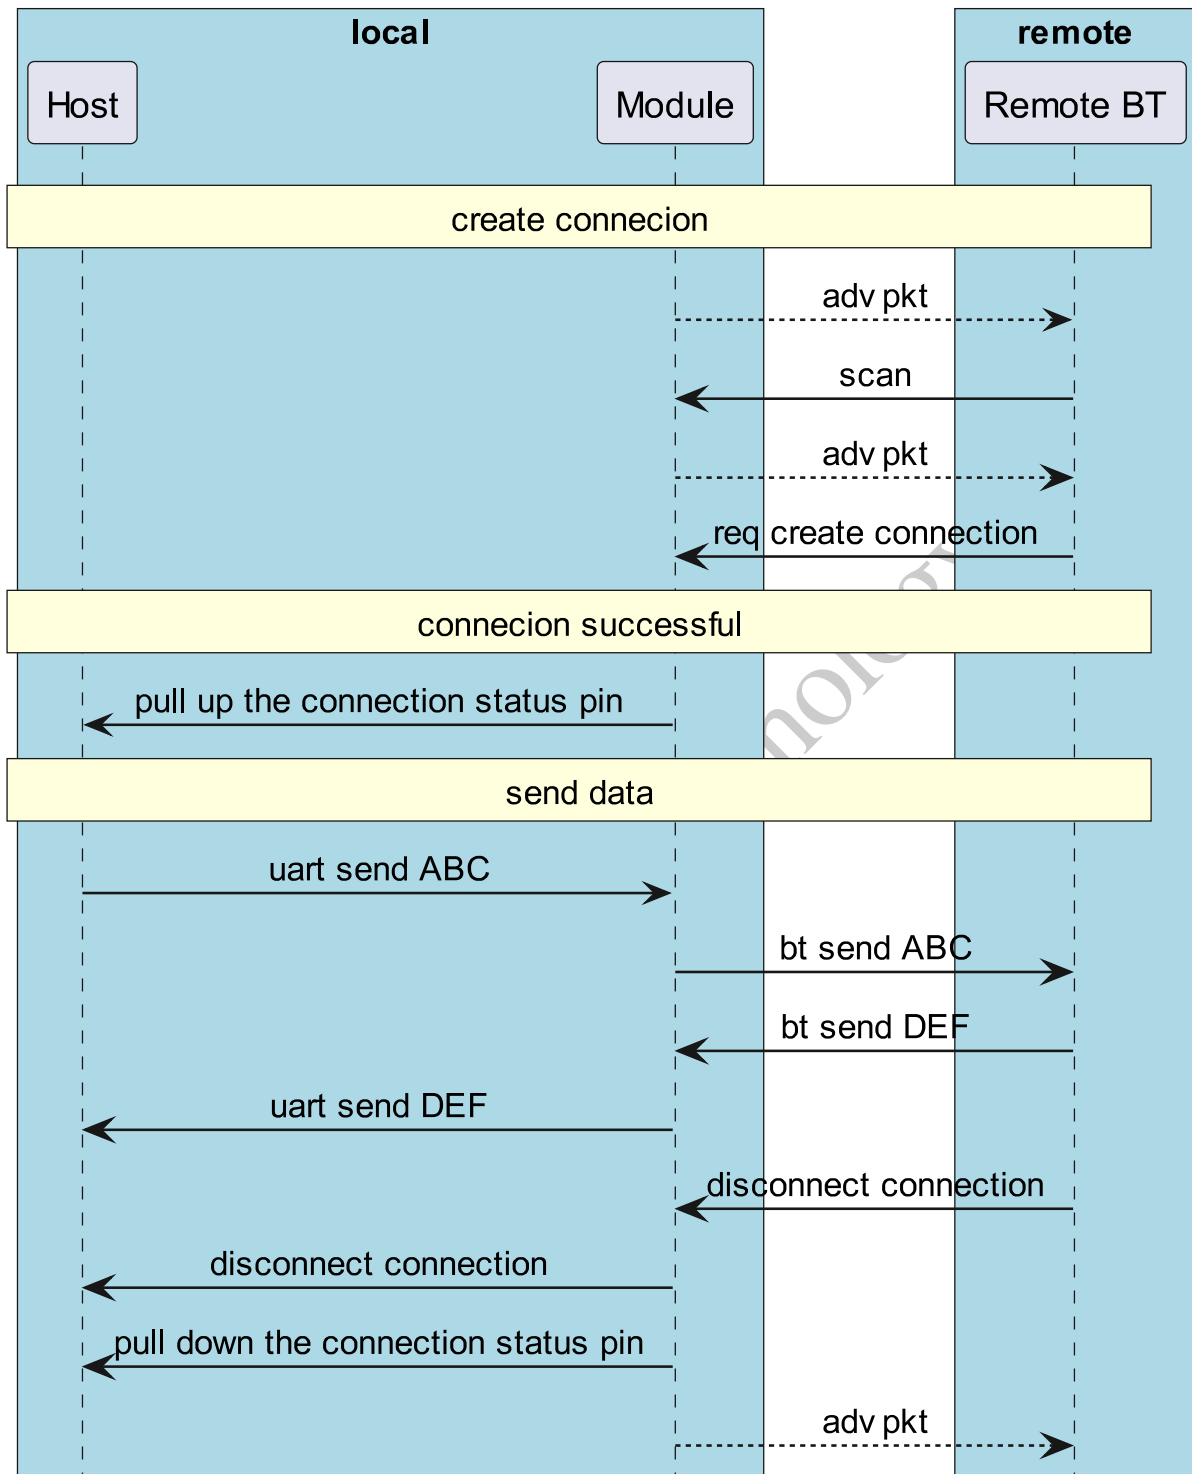 local
remote
Host
Module
Remote BT
create connecion
adv pkt
scan
adv pkt
req create connection
connecion successful
pull up the connection status pin
send data
uart send ABC
bt send ABC
bt send DEF
uart send DEF
disconnect connection
disconnect connection
pull down the connection status pin
adv pkt